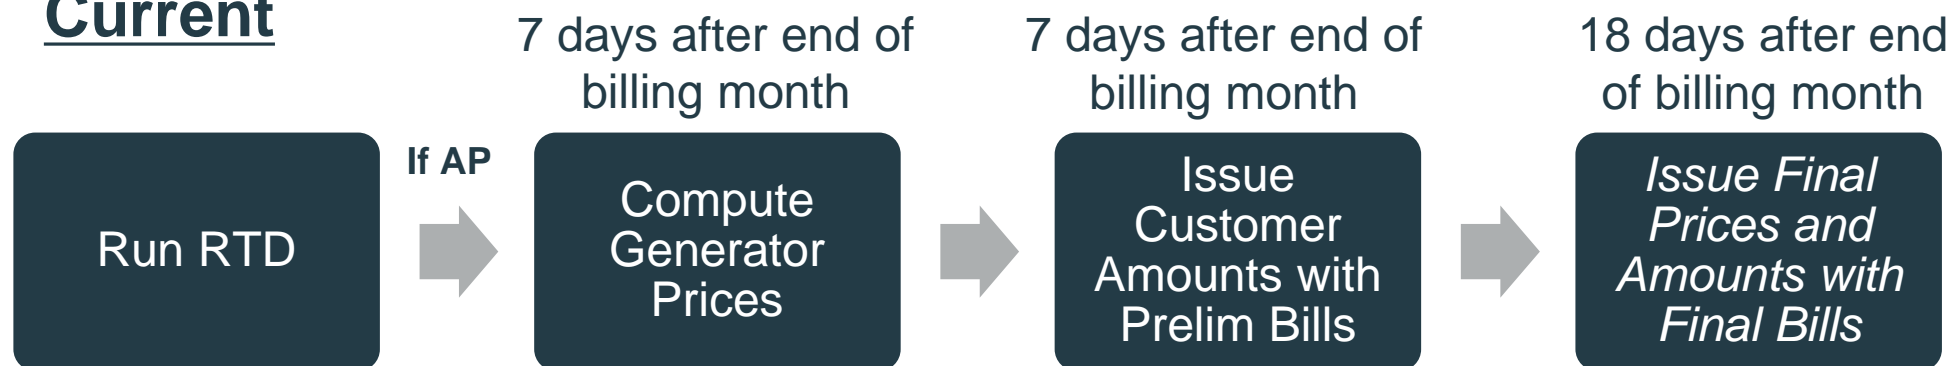 Current
7 days after end of
billing month
7 days after end of
billing month
18 days after end
of billing month
Run RTD
If AP
Compute
Generator
Prices
Issue
Customer
Amounts with
Prelim Bills
Issue Final
Prices and
Amounts with
Final Bills